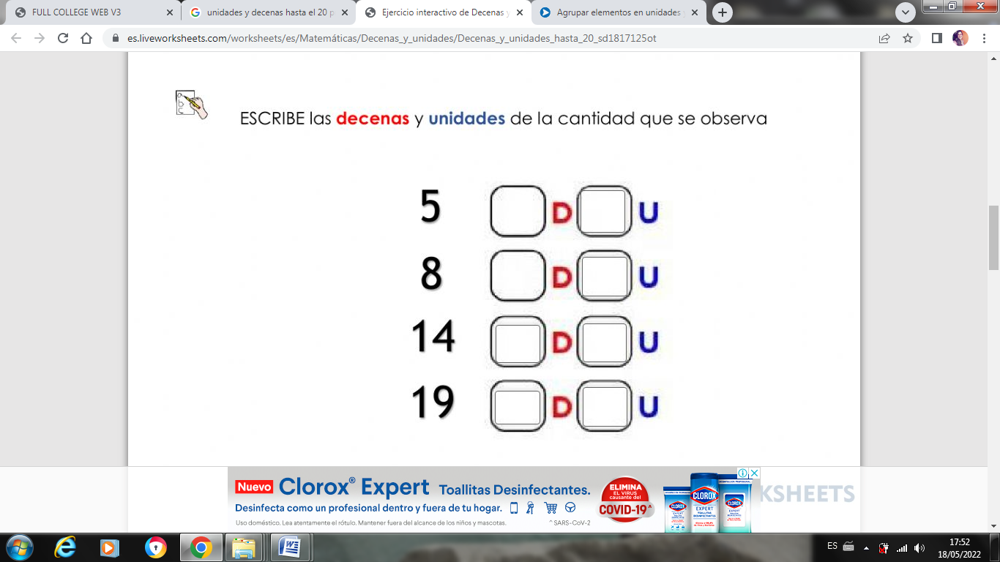 FULL COLLEGE WEB V3
unidades y decenas hasta el 20 p
Ejercicio interactivo de Decenas y
Agrupar elementos en unidades y
es.liveworksheets.com/worksheets/es/Matemáticas/Decenas_y_unidades/Decenas_y_unidades_hasta_20_sd1817125ot
ESCRIBE las decenas y unidades de la cantidad que se observa
5 D U
8 D U
14 D U
19 D U
Nuevo Clorox® Expert Toallitas Desinfectantes.
Desinfecta como un profesional dentro y fuera de tu hogar.
Uso doméstico. Lea atentamente el rótulo. Mantener fuera del alcance de los niños y mascotas.
^ SARS-CoV-2
ELIMINA
EL VIRUS
causante del
COVID-19^
CLOROX
EXPERT
KSHEETS
ES
17:52
18/05/2022